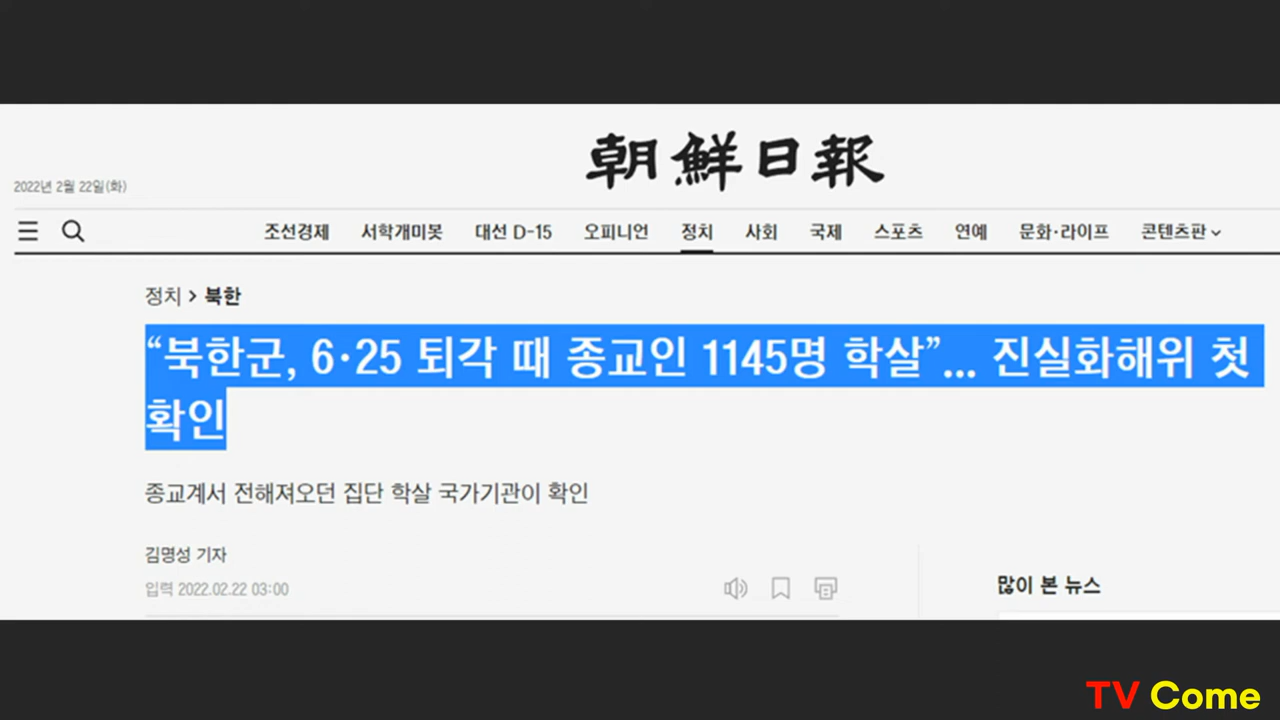 朝鮮日報
2022년 2월 22일(화)
조선경제 서학개미봇 대선 D-15 오피니언 정치 사회 국제 스포츠 연예 문화·라이프 콘텐츠판
정치 > 북한
“북한군, 6·25 퇴각 때 종교인 1145명 학살”... 진실화해위 첫
확인
종교계서 전해져오던 집단 학살 국가기관이 확인
김명성 기자
입력 2022.02.22 03:00
많이 본 뉴스
TV Come